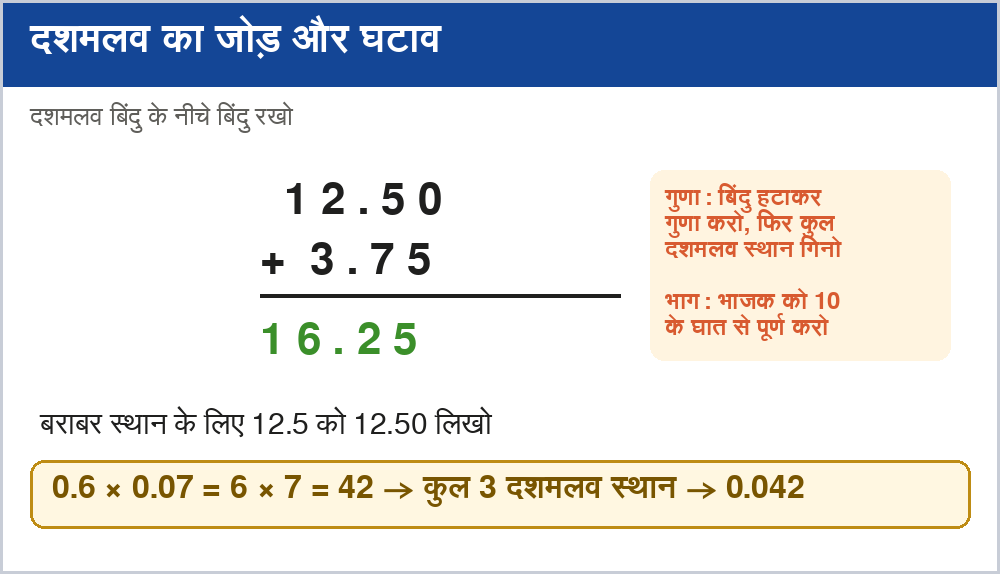 दशमलव का जोड़ और घटाव
दशमलव बिंदु के नीचे बिंदु रखो
12.50
+ 3.75
16.25
गुणा : बिंदु हटाकर
गुणा करो, फिर कुल
दशमलव स्थान गिनो
भाग : भाजक को 10
के घात से पूर्ण करो
बराबर स्थान के लिए 12.5 को 12.50 लिखो
0.6 × 0.07 = 6 × 7 = 42 → कुल 3 दशमलव स्थान → 0.042